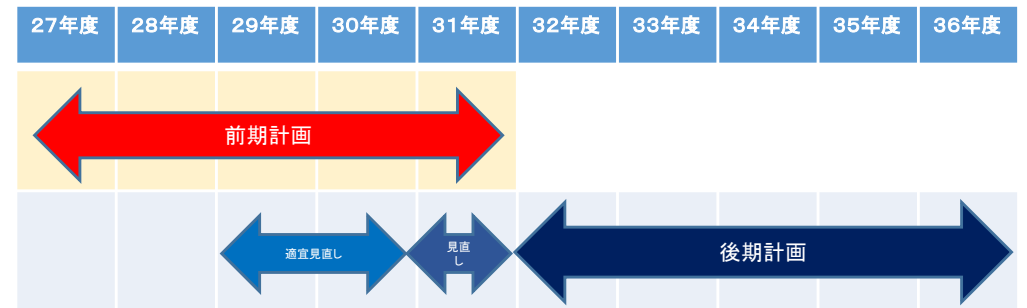 27年度 28年度 29年度 30年度 31年度 32年度 33年度 34年度 35年度 36年度
前期計画
適宜見直し
見直
し
後期計画